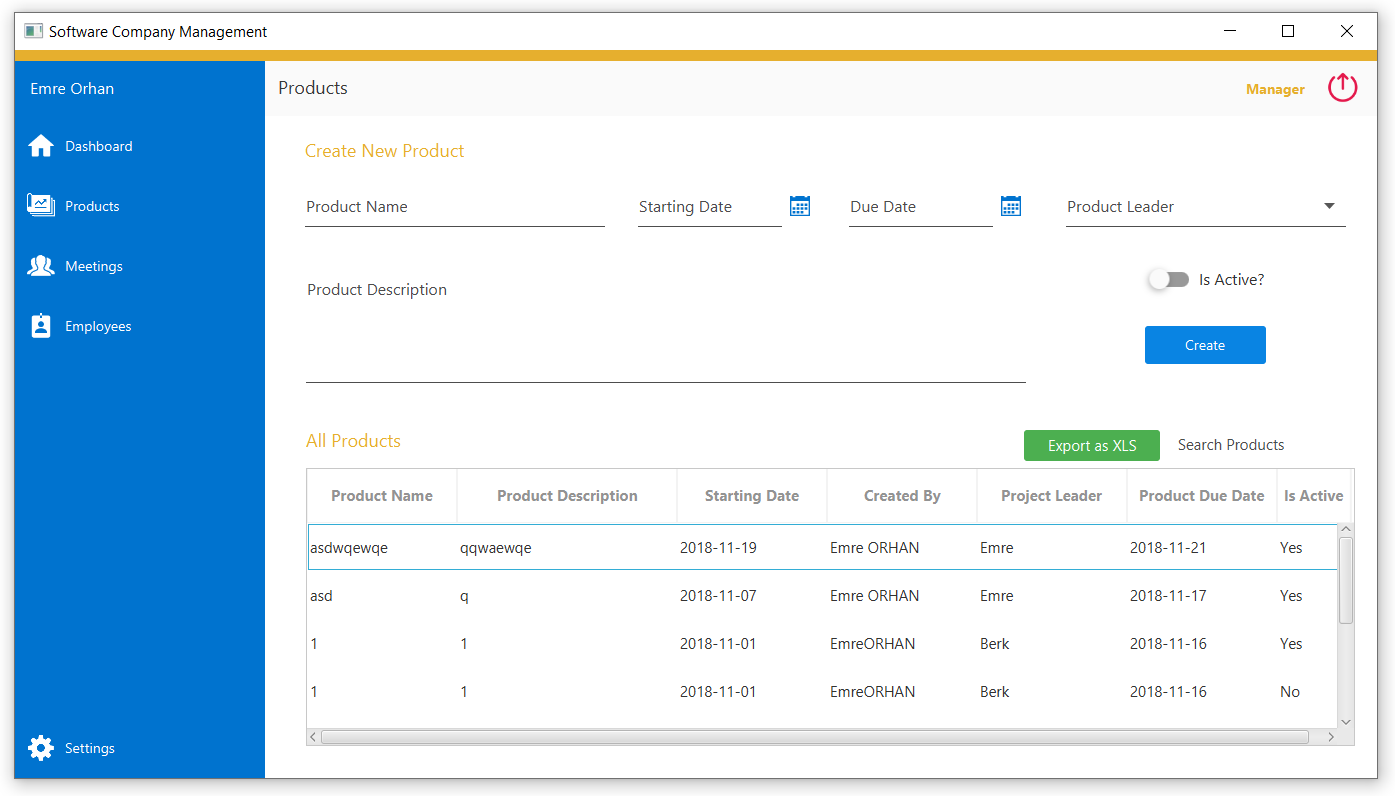 Software Company Management
Emre Orhan
Products
Manager
Dashboard
Products
Meetings
Employees
Settings
Create New Product
Product Name
Starting Date
Due Date
Product Leader
Product Description
Is Active?
Create
All Products
Export as XLS
Search Products
Product Name Product Description Starting Date Created By Project Leader Product Due Date Is Active
asdwqewqe qqwaewqe 2018-11-19 Emre ORHAN Emre 2018-11-21 Yes
asd q 2018-11-07 Emre ORHAN Emre 2018-11-17 Yes
1 1 2018-11-01 EmreORHAN Berk 2018-11-16 Yes
1 1 2018-11-01 EmreORHAN Berk 2018-11-16 No